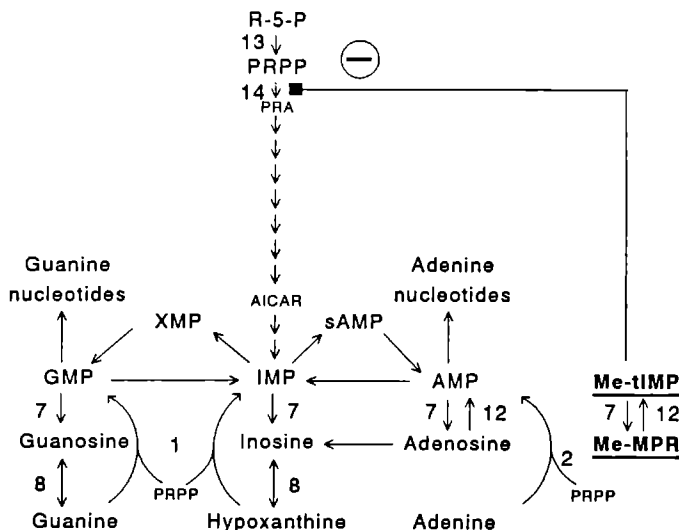 R-5-P
13
PRPP
14
PRA
Guanine nucleotides
Adenine nucleotides
AICAR
XMP
sAMP
GMP
IMP
AMP
Me-tIMP
7
7
7
12
7
12
Guanosine
1
Inosine
Adenosine
Me-MPR
2
8
PRPP
8
PRPP
Guanine
Hypoxanthine
Adenine